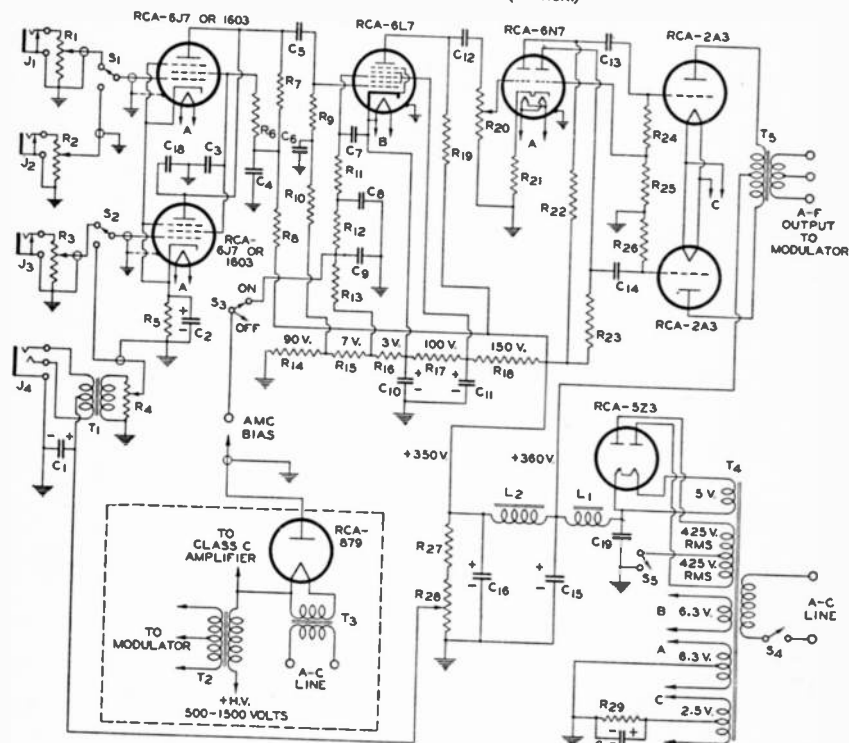 RCA-6J7 OR 1603
RCA-6L7
RCA-6N7
RCA-2A3
J1
R1
S1
C5
C12
C13
J2
R2
R7
R6
R9
C6
C7
C4
R11
R10
C8
R12
C9
R13
R8
R19
R20
R21
A
B
A
R22
R24
R25
R26
C
T5
A-F
OUTPUT
TO
MODULATOR
C18
C3
J3
R3
S2
RCA-
6J7 OR
1603
A
R5
C2
S3
ON
OFF
C14
RCA-2A3
R23
90 V.
7 V.
3 V.
100 V.
150 V.
R14
R15
R16
R17
R18
C10
C11
J4
T1
R4
C1
AMC
BIAS
+350 V.
+360 V.
L2
L1
RCA-5Z3
T4
5 V.
425 V.
RMS
425 V.
RMS
C19
S5
R27
R28
C16
C15
B
6.3 V.
A
6.3 V.
C
2.5 V.
R29
A-C
LINE
S4
TO
CLASS C
AMPLIFIER
RCA-
879
T3
TO
MODULATOR
T2
A-C
LINE
+H.V.
500-1500 VOLTS